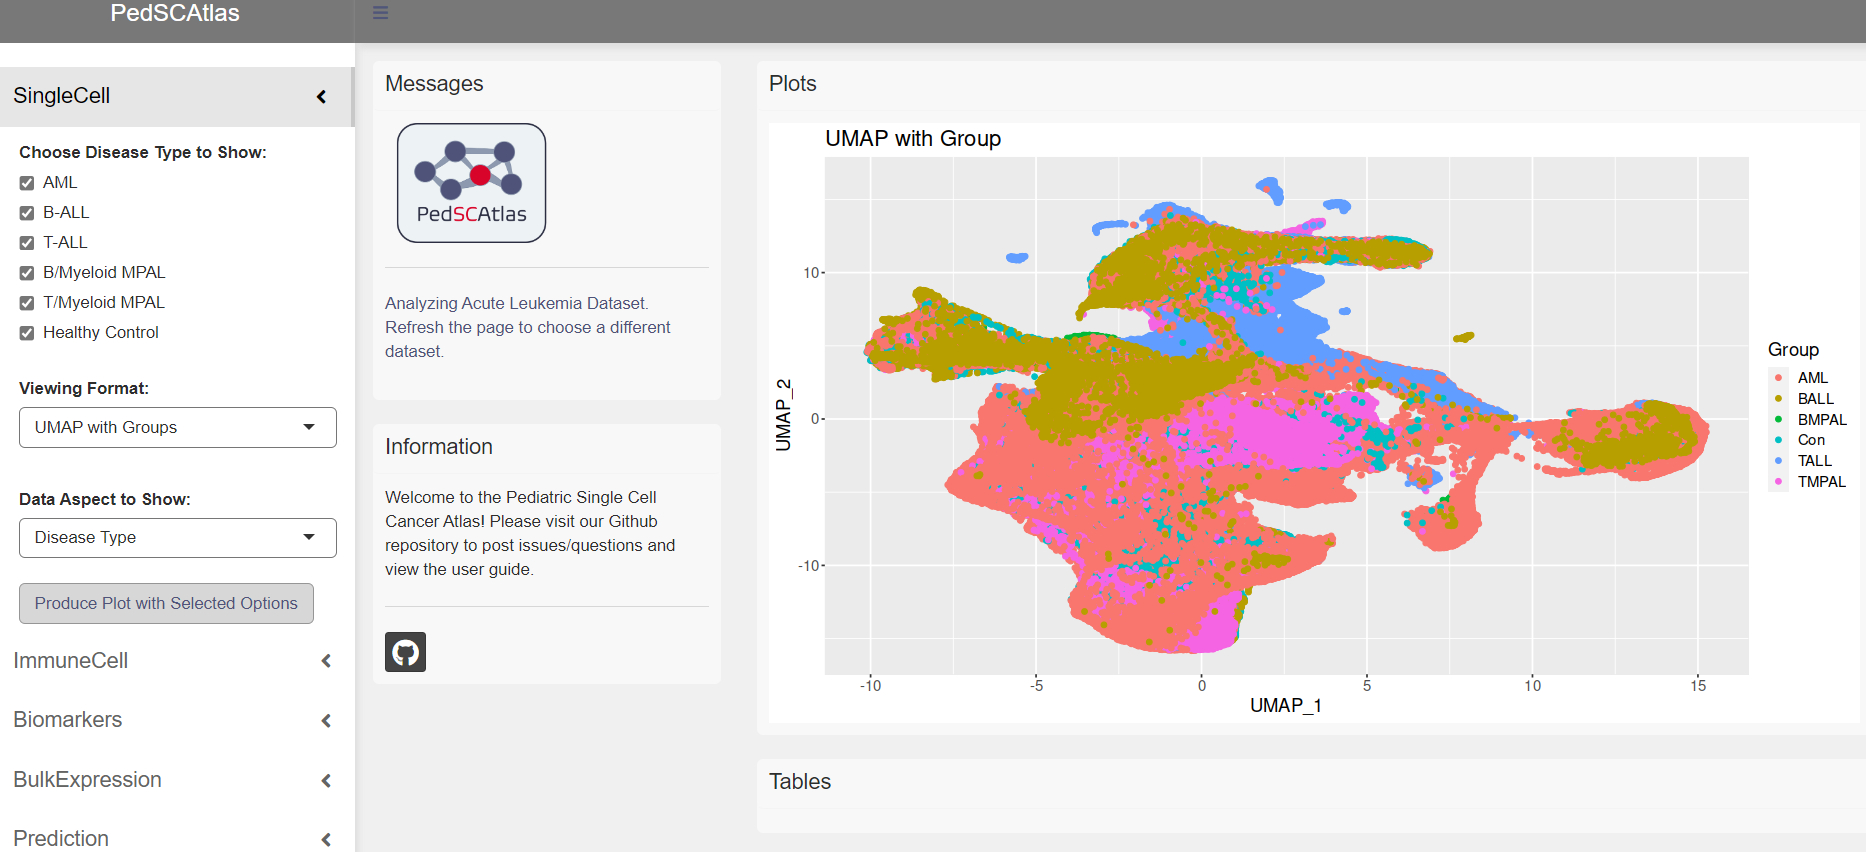 PedSCAtlas
SingleCell
Choose Disease Type to Show:
AML
B-ALL
T-ALL
B/Myeloid MPAL
T/Myeloid MPAL
Healthy Control
Viewing Format:
UMAP with Groups
Data Aspect to Show:
Disease Type
Produce Plot with Selected Options
ImmuneCell
Biomarkers
BulkExpression
Prediction
Messages
PedSCAtlas
Analyzing Acute Leukemia Dataset.
Refresh the page to choose a different
dataset.
Information
Welcome to the Pediatric Single Cell
Cancer Atlas! Please visit our Github
repository to post issues/questions and
view the user guide.
Plots
UMAP with Group
UMAP_2
10
0
-10
-10
-5
0
5
10
15
UMAP_1
Group
AML
BALL
BMPAL
Con
TALL
TMPAL
Tables